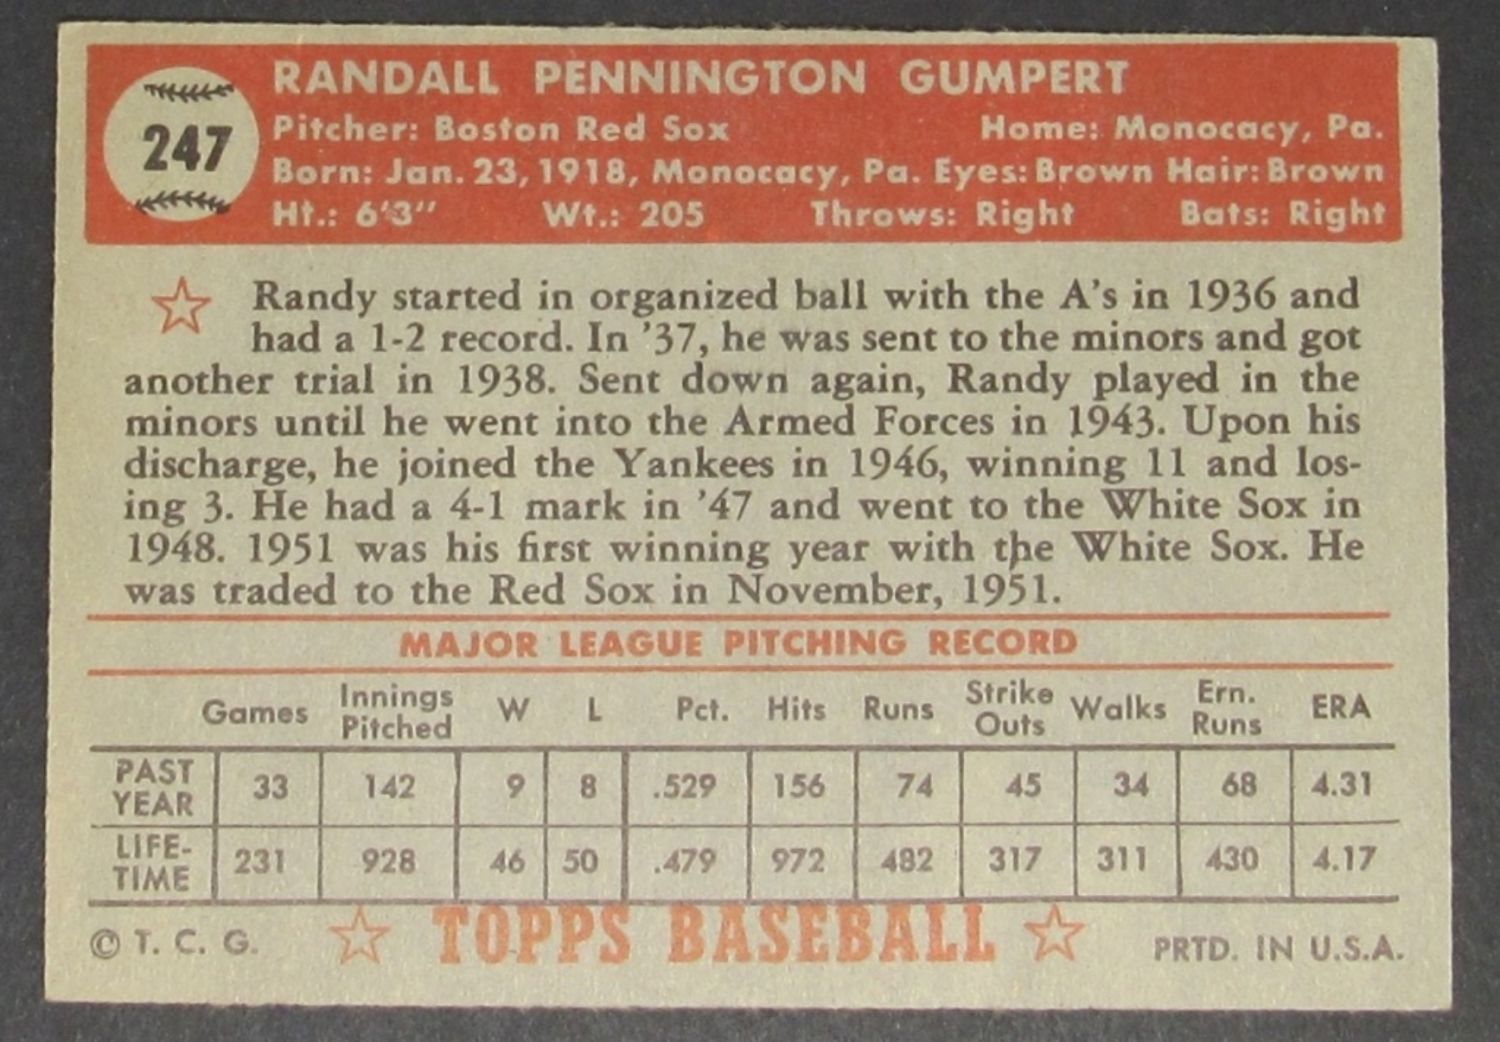 247
RANDALL PENNINGTON GUMPERT
Pitcher: Boston Red Sox Home: Monocacy, Pa.
Born: Jan. 23, 1918, Monocacy, Pa. Eyes: Brown Hair: Brown
Ht.: 6'3" Wt.: 205 Throws: Right Bats: Right
Randy started in organized ball with the A's in 1936 and
had a 1-2 record. In '37, he was sent to the minors and got
another trial in 1938. Sent down again, Randy played in the
minors until he went into the Armed Forces in 1943. Upon his
discharge, he joined the Yankees in 1946, winning 11 and los-
ing 3. He had a 4-1 mark in '47 and went to the White Sox in
1948. 1951 was his first winning year with the White Sox. He
was traded to the Red Sox in November, 1951.
MAJOR LEAGUE PITCHING RECORD
Games Innings Pitched W L Pct. Hits Runs Strike Outs Walks Ern. Runs ERA
PAST YEAR 33 142 9 8 .529 156 74 45 34 68 4.31
LIFE-TIME 231 928 46 50 .479 972 482 317 311 430 4.17
© T. C. G. TOPPS BASEBALL PRTD. IN U.S.A.